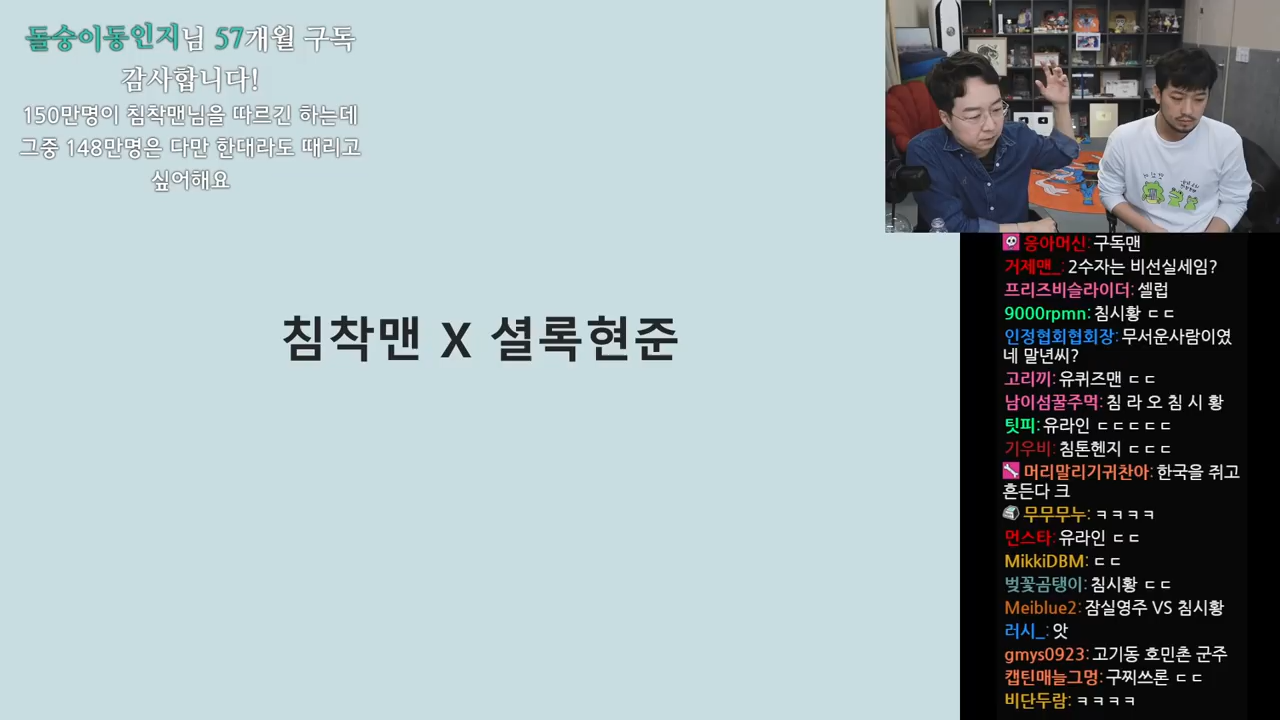 돌숭이동인지님 57개월 구독
감사합니다!
150만명이 침착맨님을 따르긴 하는데
그중 148만명은 다만 한대라도 때리고
싶어해요
침착맨 X 셜록현준
웅아머신: 구독맨
거제맨_: 2수자는 비선실세임?
프리즈비슬라이더: 셀럽
9000rpmn: 침시황 ㄷㄷ
인정협회협회장: 무서운사람이였
네 말년씨?
고리끼: 유퀴즈맨 ㄷㄷ
남이섬꿀주먹: 침 라 오 침 시 황
팃피: 유라인 ㄷㄷㄷㄷㄷ
기우비: 침톤헨지 ㄷㄷㄷ
머리말리기귀찬아: 한국을 쥐고
흔든다 크
무무무누: ㅋㅋㅋㅋ
먼스타: 유라인 ㄷㄷ
MikkiDBM: ㄷㄷ
벚꽃곰탱이: 침시황 ㄷㄷ
Meiblue2: 잠실영주 VS 침시황
러시_: 앗
gmys0923: 고기동 호민촌 군주
캡틴매늘그멍: 구찌쓰론 ㄷㄷ
비단두람: ㅋㅋㅋㅋ